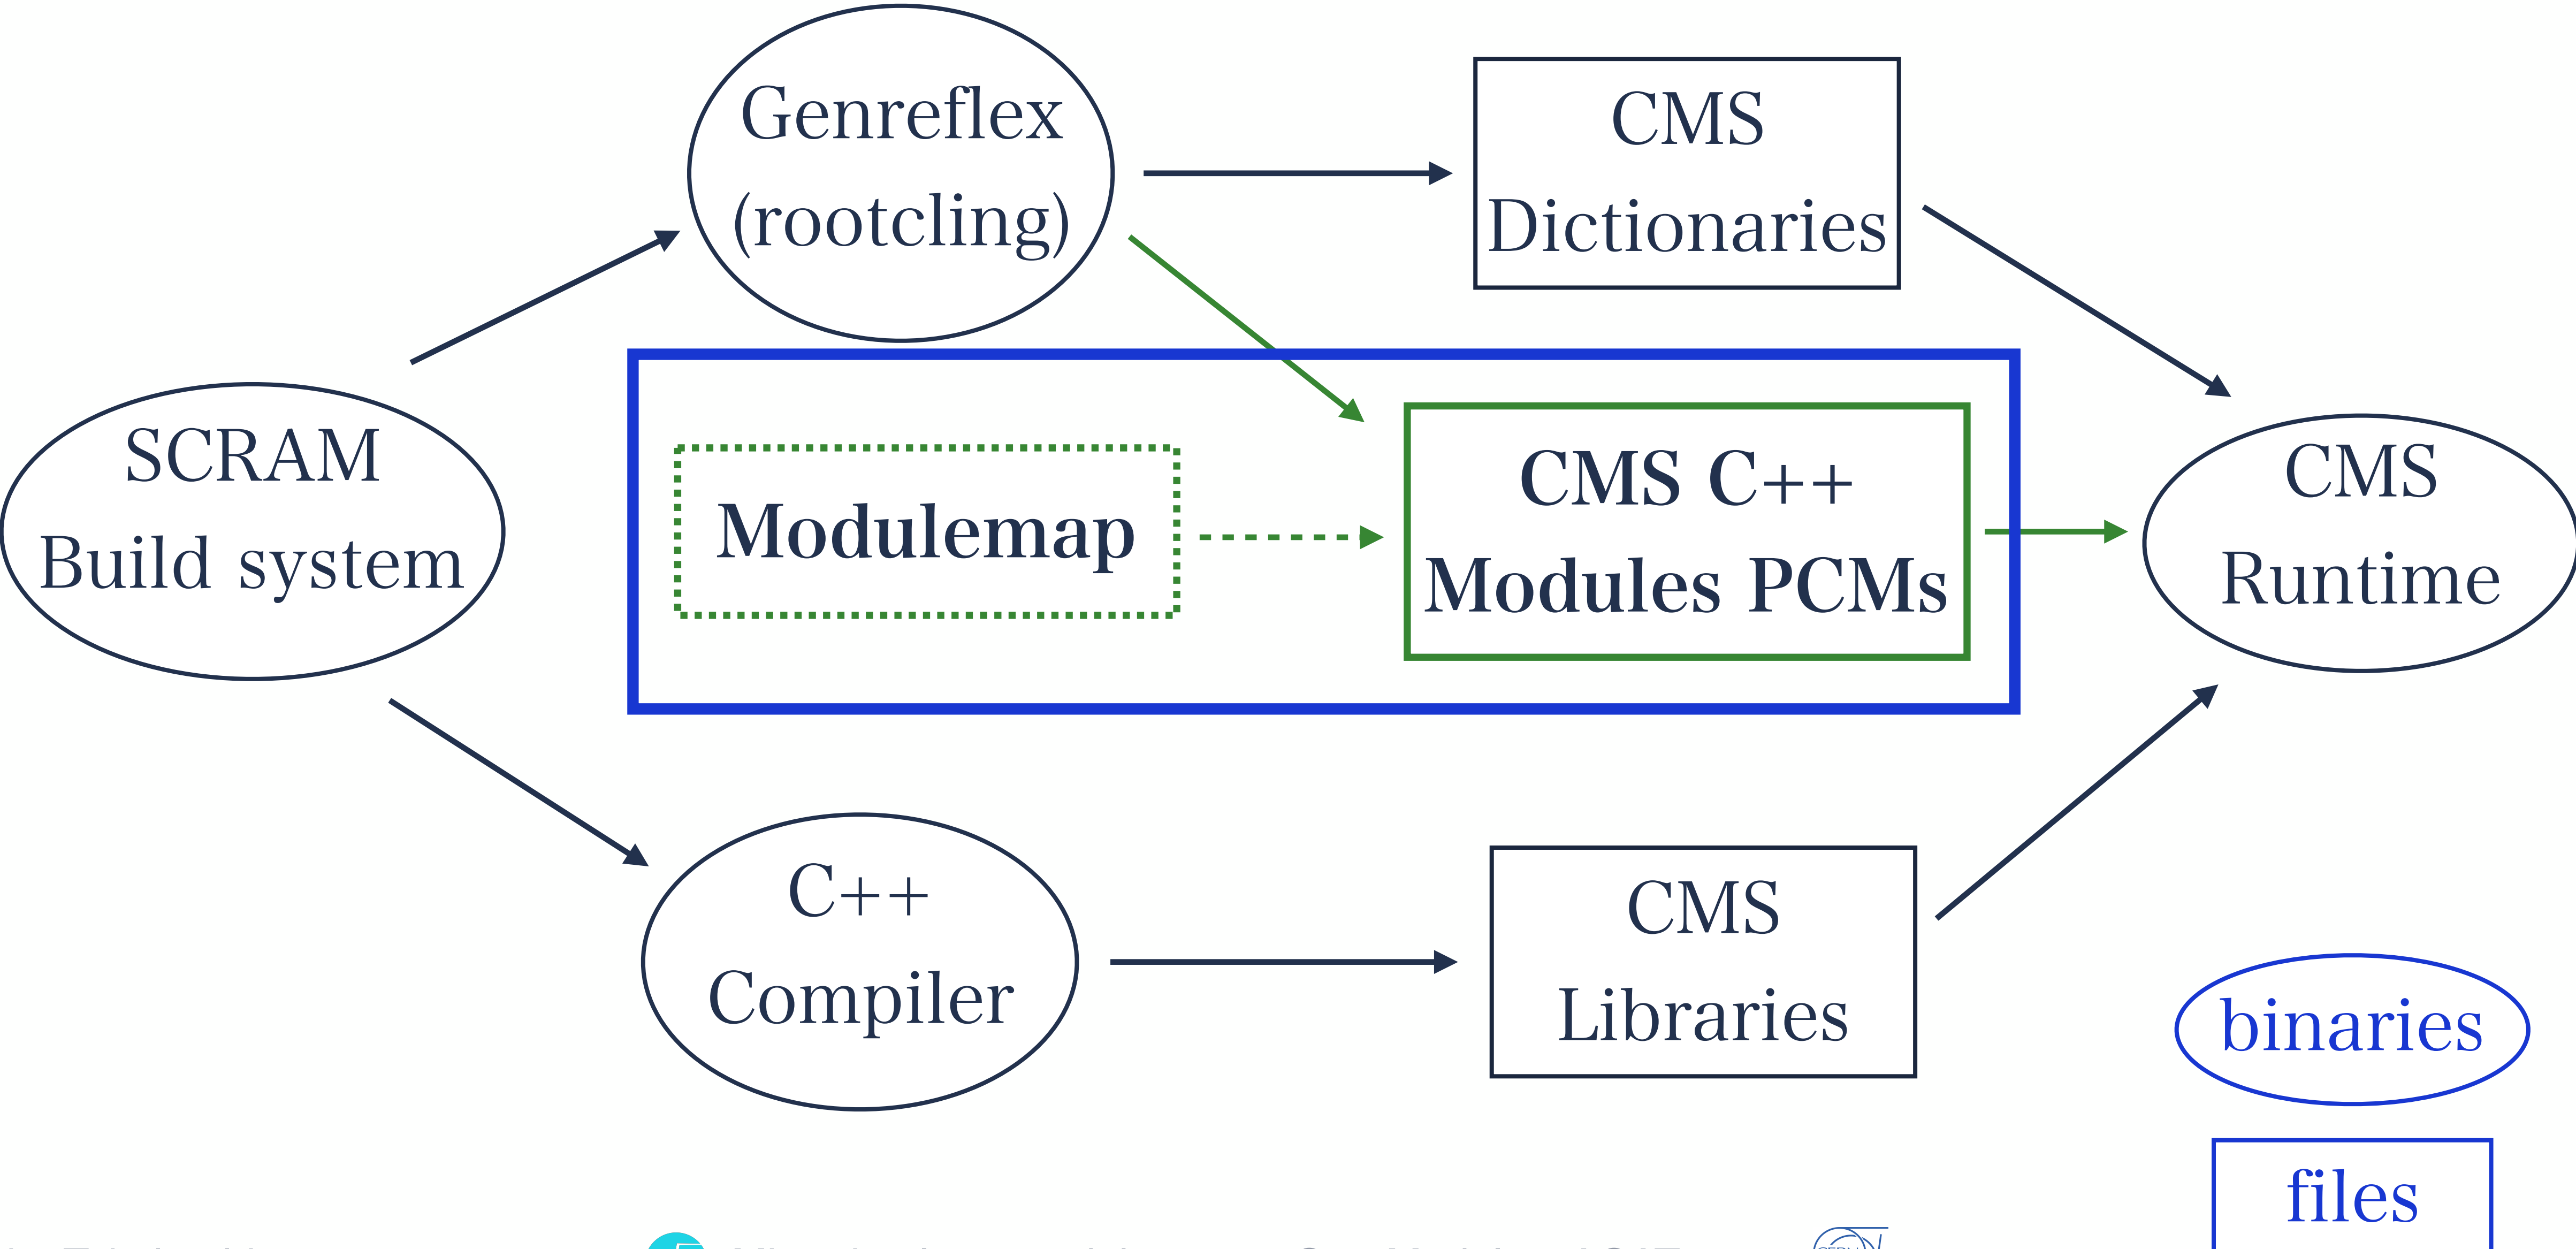 Genreflex
(rootcling)
CMS
Dictionaries
SCRAM
Build system
Modulemap
CMS C++
Modules PCMs
CMS
Runtime
C++
Compiler
CMS
Libraries
binaries
files